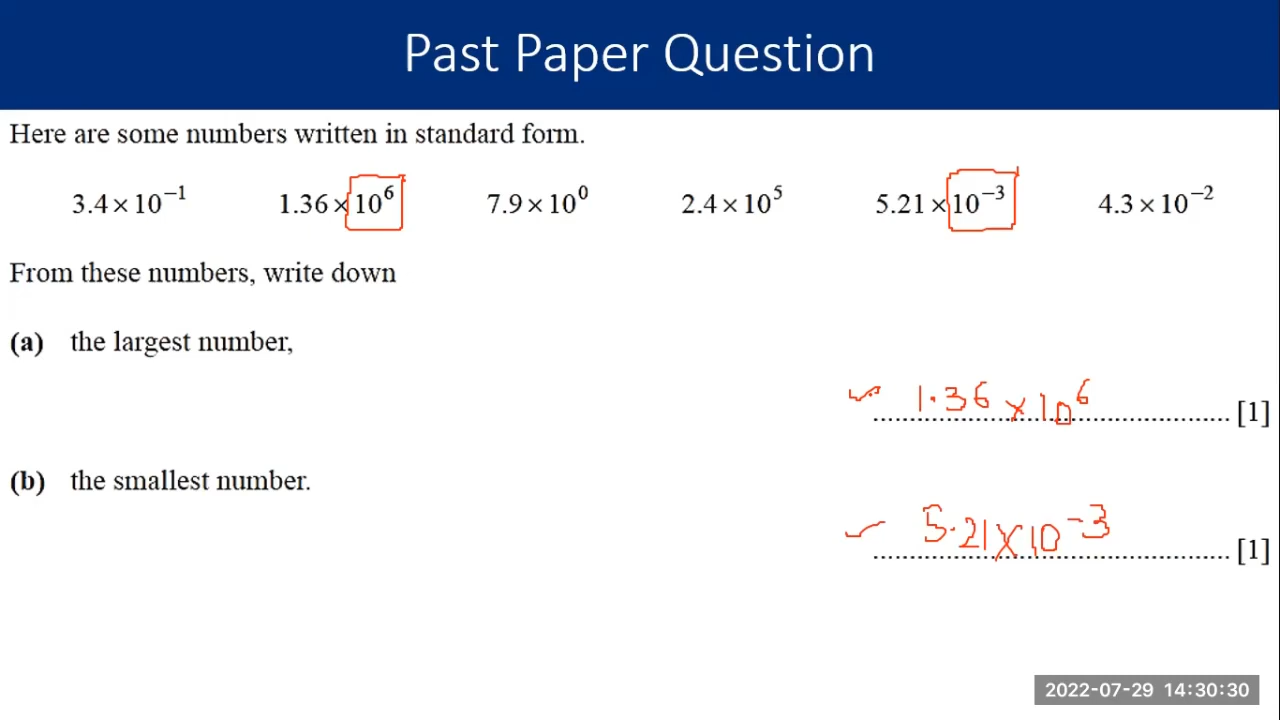 Past Paper Question
Here are some numbers written in standard form.
3.4 × 10⁻¹ 1.36 × 10⁶ 7.9 × 10⁰ 2.4 × 10⁵ 5.21 × 10⁻³ 4.3 × 10⁻²
From these numbers, write down
(a) the largest number,
1.36 × 10⁶
.................................................. [1]
(b) the smallest number.
5.21 × 10⁻³
.................................................. [1]
2022-07-29 14:30:30